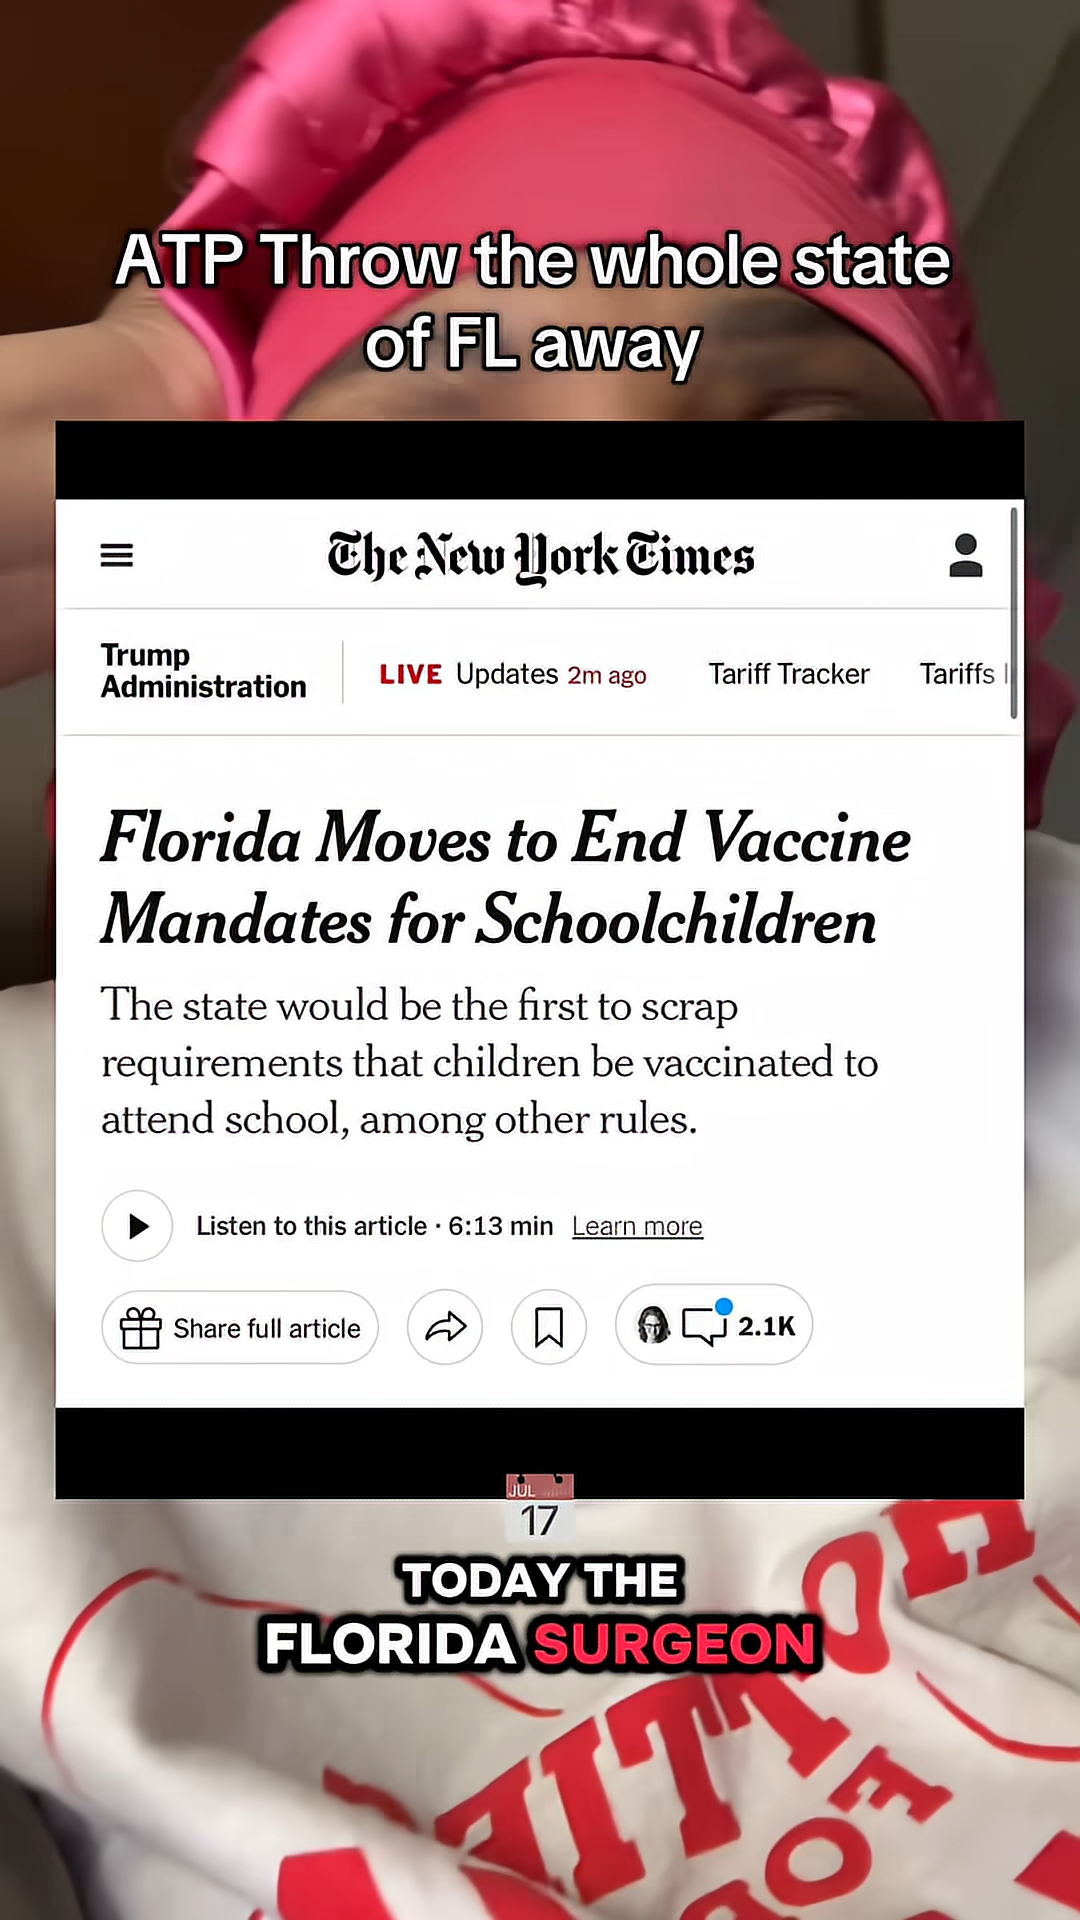 ATP Throw the whole state
of FL away
The New York Times
Trump
Administration
LIVE Updates 2m ago
Tariff Tracker
Tariffs
Florida Moves to End Vaccine
Mandates for Schoolchildren
The state would be the first to scrap
requirements that children be vaccinated to
attend school, among other rules.
Listen to this article · 6:13 min Learn more
Share full article
2.1K
JUL
17
TODAY THE
FLORIDA SURGEON